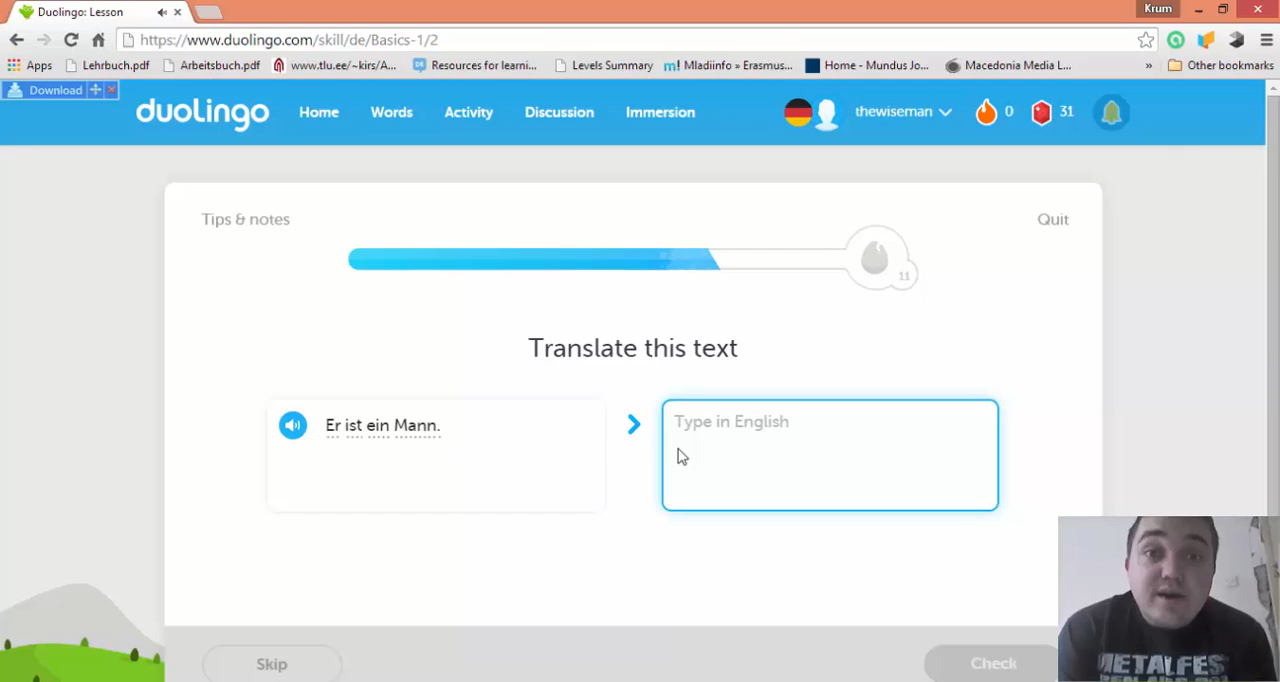 Duolingo: Lesson
Krum
https://www.duolingo.com/skill/de/Basics-1/2
Apps Lehrbuch.pdf Arbeitsbuch.pdf www.tlu.ee/~kirs/A... Resources for learni... Levels Summary m! Mladiinfo » Erasmus... Home - Mundus Jo... Macedonia Media L... » Other bookmarks
Download
duolingo Home Words Activity Discussion Immersion thewiseman 0 31
Tips & notes Quit
11
Translate this text
Er ist ein Mann. Type in English
Skip Check
METALFEST